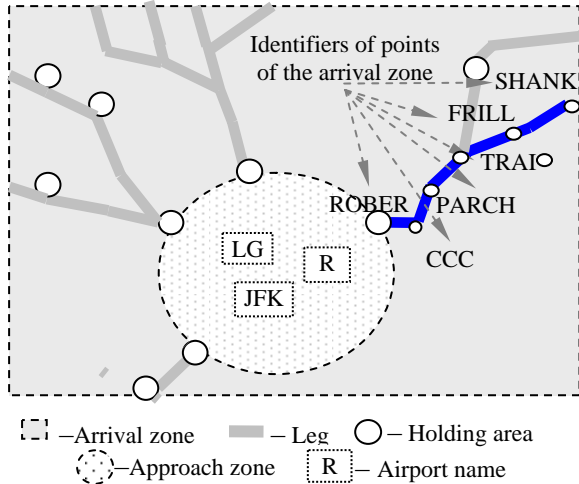 Identifiers of points
of the arrival zone
SHANK
FRILL
TRAI
ROBER PARCH
CCC
LG
R
JFK
–Arrival zone – Leg – Holding area
–Approach zone R – Airport name